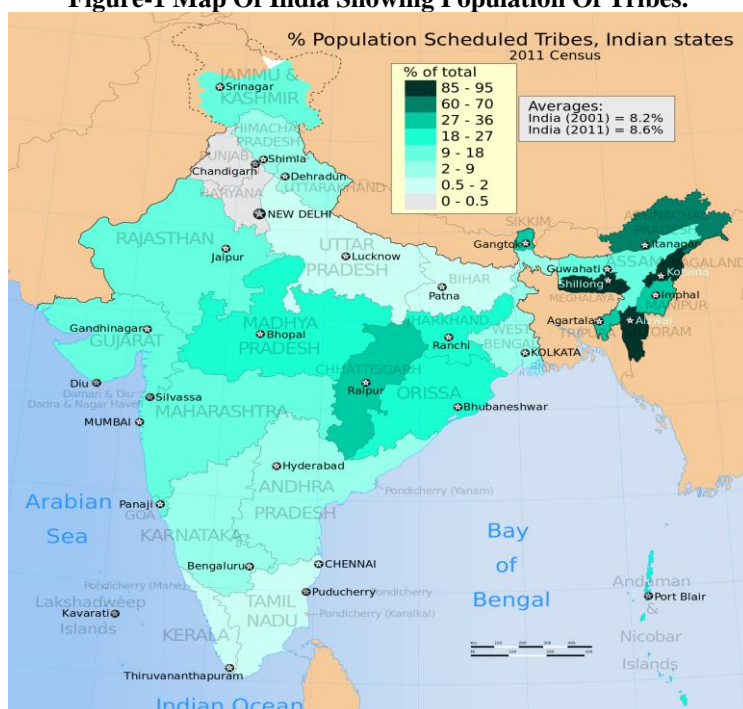 Figure-1 Map Of India Showing Population Of Tribes.
% Population Scheduled Tribes, Indian states
2011 Census
% of total
85 - 95
60 - 70
27 - 36
18 - 27
9 - 18
2 - 9
0.5 - 2
0 - 0.5
Averages:
India (2001) = 8.2%
India (2011) = 8.6%
JAMMU &
KASHMIR
Srinagar
HIMACHAL
PRADESH
PUNJAB
Shimla
Chandigarh
Dehradun
UTTARAKHAND
HARYANA
NEW DELHI
RAJASTHAN
Jaipur
UTTAR
PRADESH
Lucknow
BIHAR
Patna
SIKKIM
Gangtok
ARUNACHAL
PRADESH
Itanagar
ASSAM
NAGALAND
Guwahati
Kohima
Shillong
MEGHALAYA
Imphal
MANIPUR
Agartala
TRIPURA
Aizwal
MIZORAM
Gandhinagar
GUJARAT
MADHYA
PRADESH
Bhopal
JHARKHAND
Ranchi
WEST
BENGAL
KOLKATA
CHHATTISGARH
Raipur
ORISSA
Bhubaneshwar
Diu
Daman & Diu
Dadra & Nagar Haveli
Silvassa
MUMBAI
MAHARASHTRA
Hyderabad
ANDHRA
PRADESH
Pondicherry (Yanam)
Arabian
Sea
Panaji
GOA
KARNATAKA
Bay
of
Bengal
Bengaluru
CHENNAI
Pondicherry (Mahe)
Puducherry
Pondicherry
Lakshadweep
Islands
Kavarati
TAMIL
NADU
Pondicherry (Karaikal)
KERALA
Andaman
&
Nicobar
Islands
Port Blair
Thiruvananthapuram
Indian Ocean